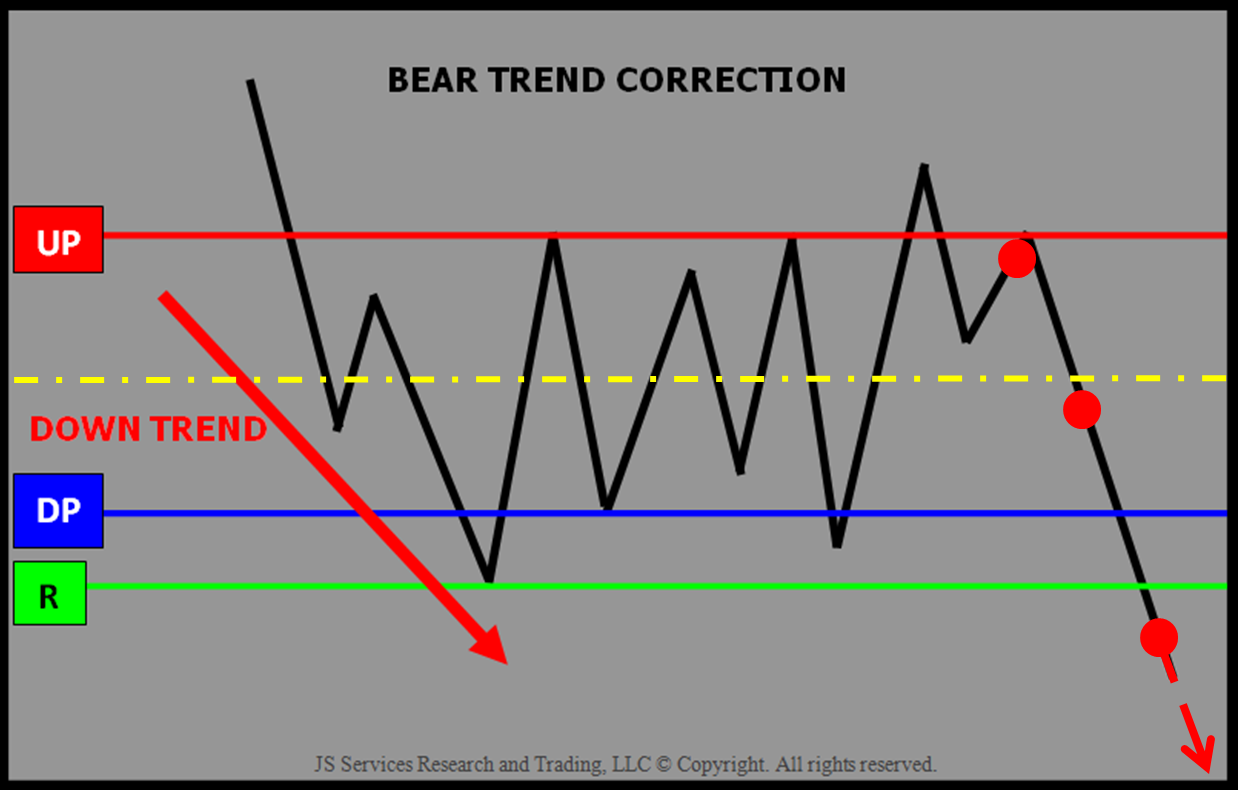 BEAR TREND CORRECTION
UP
DOWN TREND
DP
R
JS Services Research and Trading, LLC © Copyright. All rights reserved.